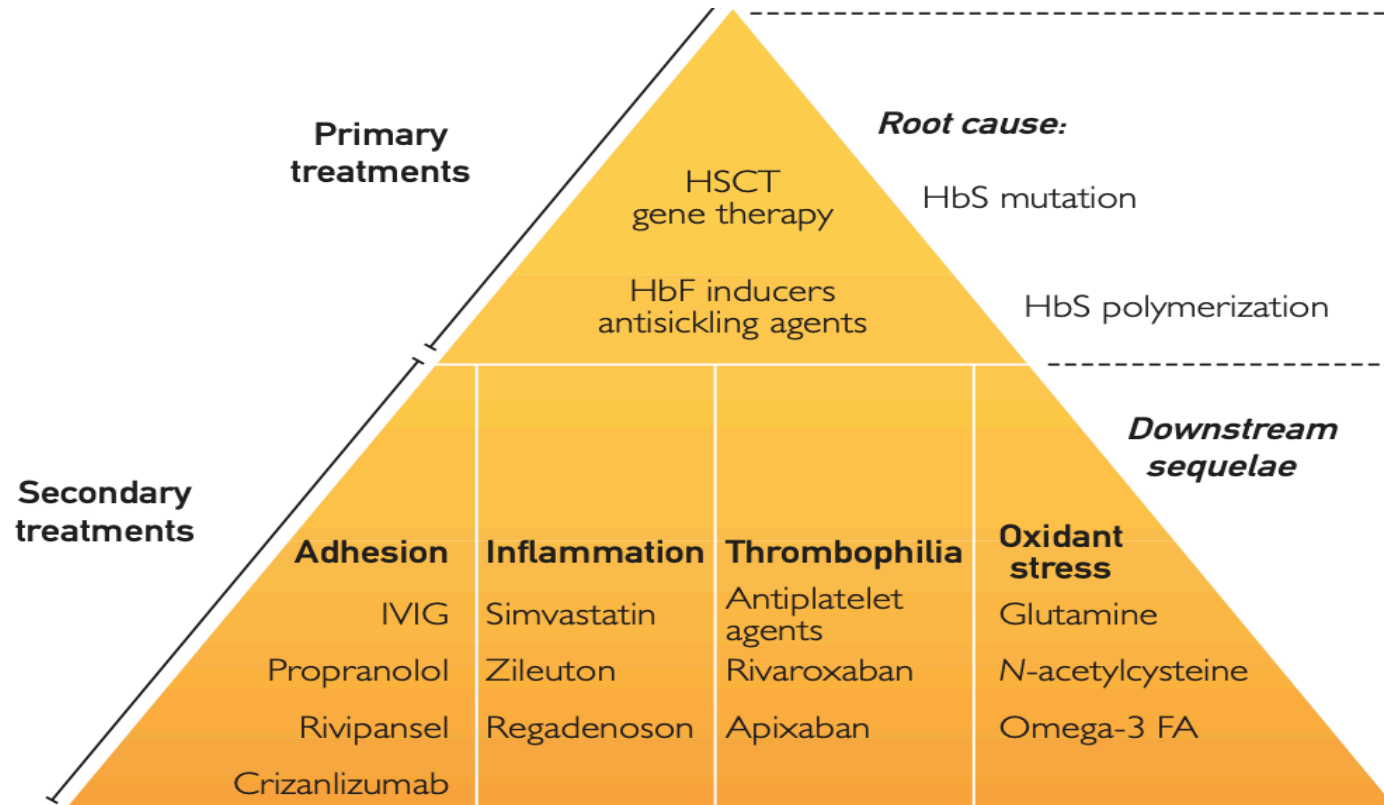 Primary
treatments
Root cause:
HSCT
gene therapy
HbS mutation
HbF inducers
antisickling agents
HbS polymerization
Downstream
sequelae
Secondary
treatments
Adhesion
IVIG
Propranolol
Rivipansel
Crizanlizumab
Inflammation
Simvastatin
Zileuton
Regadenoson
Thrombophilia
Antiplatelet
agents
Rivaroxaban
Apixaban
Oxidant
stress
Glutamine
N-acetylcysteine
Omega-3 FA